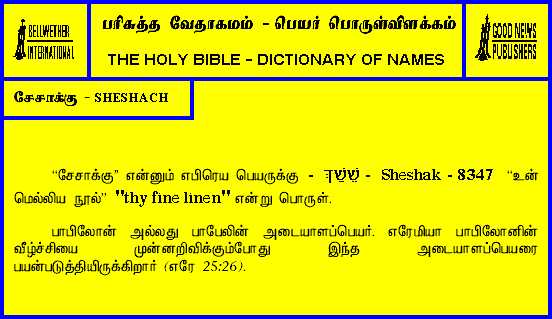 BELLWETHER
INTERNATIONAL
பரிசுத்த வேதாகமம் - பெயர் பொருள்விளக்கம்
THE HOLY BIBLE - DICTIONARY OF NAMES
GOOD NEWS
PUBLISHERS
சேசாக்கு - SHESHACH
“சேசாக்கு” என்னும் எபிரெய பெயருக்கு - שֵׁשַׁךְ - Sheshak - 8347 “உன்
மெல்லிய நூல்” "thy fine linen" என்று பொருள்.
பாபிலோன் அல்லது பாபேலின் அடையாளப்பெயர். எரேமியா பாபிலோனின்
வீழ்ச்சியை முன்னறிவிக்கும்போது இந்த அடையாளப்பெயரை
பயன்படுத்தியிருக்கிறார் (எரே 25:26).